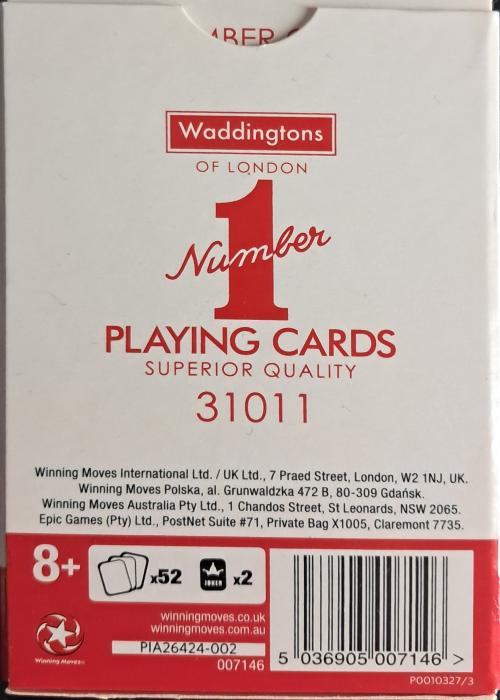 Waddingtons
OF LONDON
Number 1
PLAYING CARDS
SUPERIOR QUALITY
31011
Winning Moves International Ltd. / UK Ltd., 7 Praed Street, London, W2 1NJ, UK.
Winning Moves Polska, al. Grunwaldzka 472 B, 80-309 Gdańsk.
Winning Moves Australia Pty Ltd., 1 Chandos Street, St Leonards, NSW 2065.
Epic Games (Pty) Ltd., PostNet Suite #71, Private Bag X1005, Claremont 7735.
8+ x52 JOKER x2
winningmoves.co.uk
winningmoves.com.au
Winning Moves
PIA26424-002
007146
5 036905 007146 >
P0010327/3